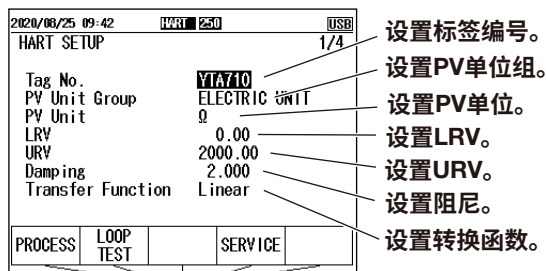 2020/08/25 09:42 HART 250 USB
HART SETUP 1/4
Tag No. YTA710
PV Unit Group ELECTRIC UNIT
PV Unit Ω
LRV 0.00
URV 2000.00
Damping 2.000
Transfer Function Linear
PROCESS LOOP TEST SERVICE
设置标签编号。
设置PV单位组。
设置PV单位。
设置LRV。
设置URV。
设置阻尼。
设置转换函数。